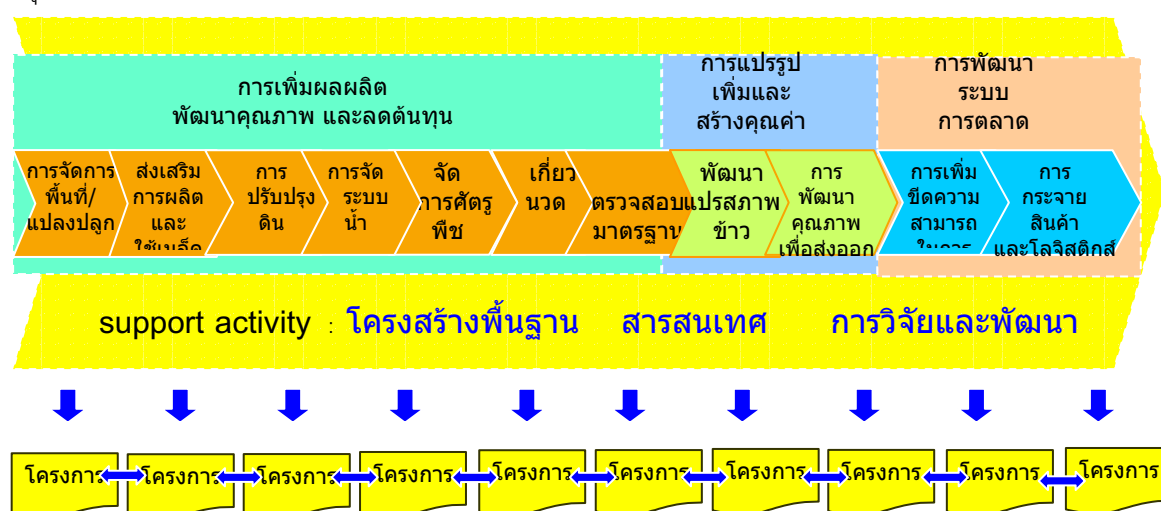 การเพิ่มผลผลิต
พัฒนาคุณภาพ และลดต้นทุน
การแปรรูป
เพิ่มและ
สร้างคุณค่า
การพัฒนา
ระบบ
การตลาด
การจัดการ
พื้นที่/
แปลงปลูก
ส่งเสริม
การผลิต
และ
การ
ปรับปรุง
ดิน
การจัด
ระบบ
น้ำ
จัด
การศัตรู
พืช
เกี่ยว
นวด
ตรวจสอบ
มาตรฐาน
พัฒนา
แปรสภาพ
ข้าว
การ
พัฒนา
คุณภาพ
เพื่อส่งออก
การเพิ่ม
ขีดความ
สามารถ
การ
กระจาย
สินค้า
และโลจิสติกส์
support activity : โครงสร้างพื้นฐาน สารสนเทศ การวิจัยและพัฒนา
โครงการ โครงการ โครงการ โครงการ โครงการ โครงการ โครงการ โครงการ โครงการ โครงการ